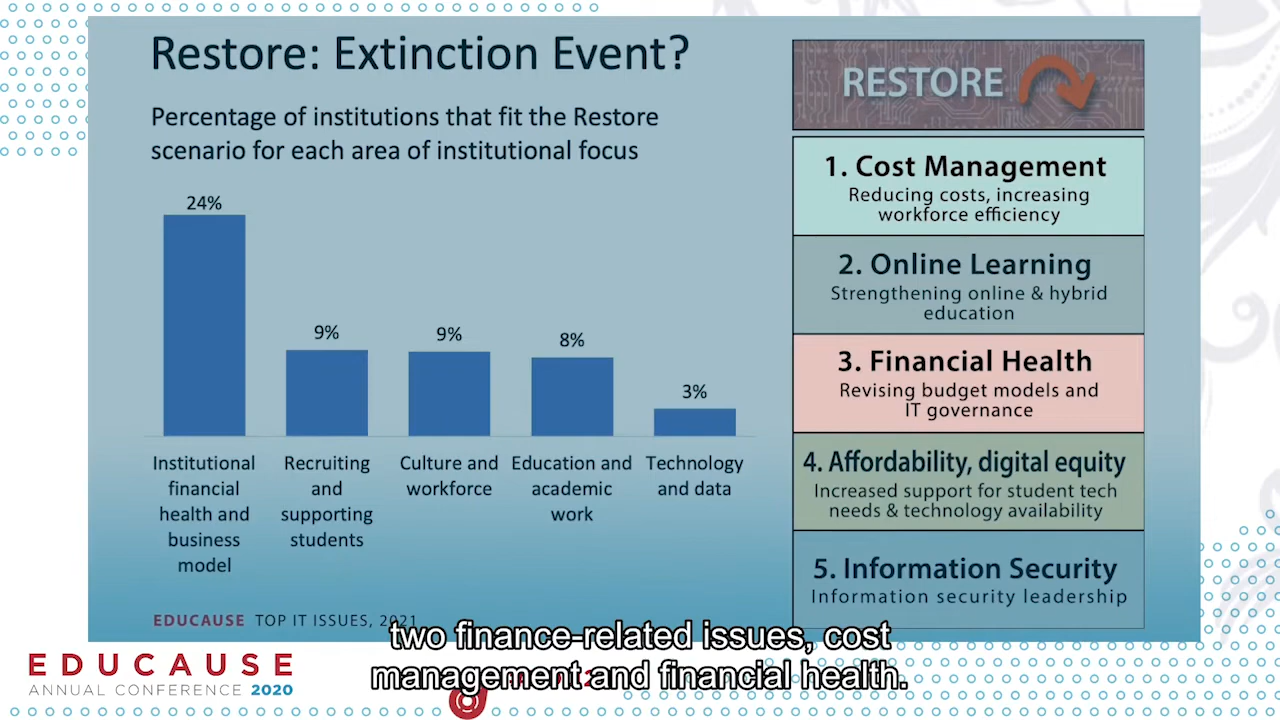 Restore: Extinction Event?
Percentage of institutions that fit the Restore
scenario for each area of institutional focus
24%
9%
9%
8%
3%
Institutional
financial
health and
business
model
Recruiting
and
supporting
students
Culture and
workforce
Education and
academic
work
Technology
and data
EDUCAUSE TOP IT ISSUES, 2021
RESTORE
1. Cost Management
Reducing costs, increasing
workforce efficiency
2. Online Learning
Strengthening online & hybrid
education
3. Financial Health
Revising budget models and
IT governance
4. Affordability, digital equity
Increased support for student tech
needs & technology availability
5. Information Security
Information security leadership
two finance-related issues, cost
management and financial health.
EDUCAUSE
ANNUAL CONFERENCE 2020